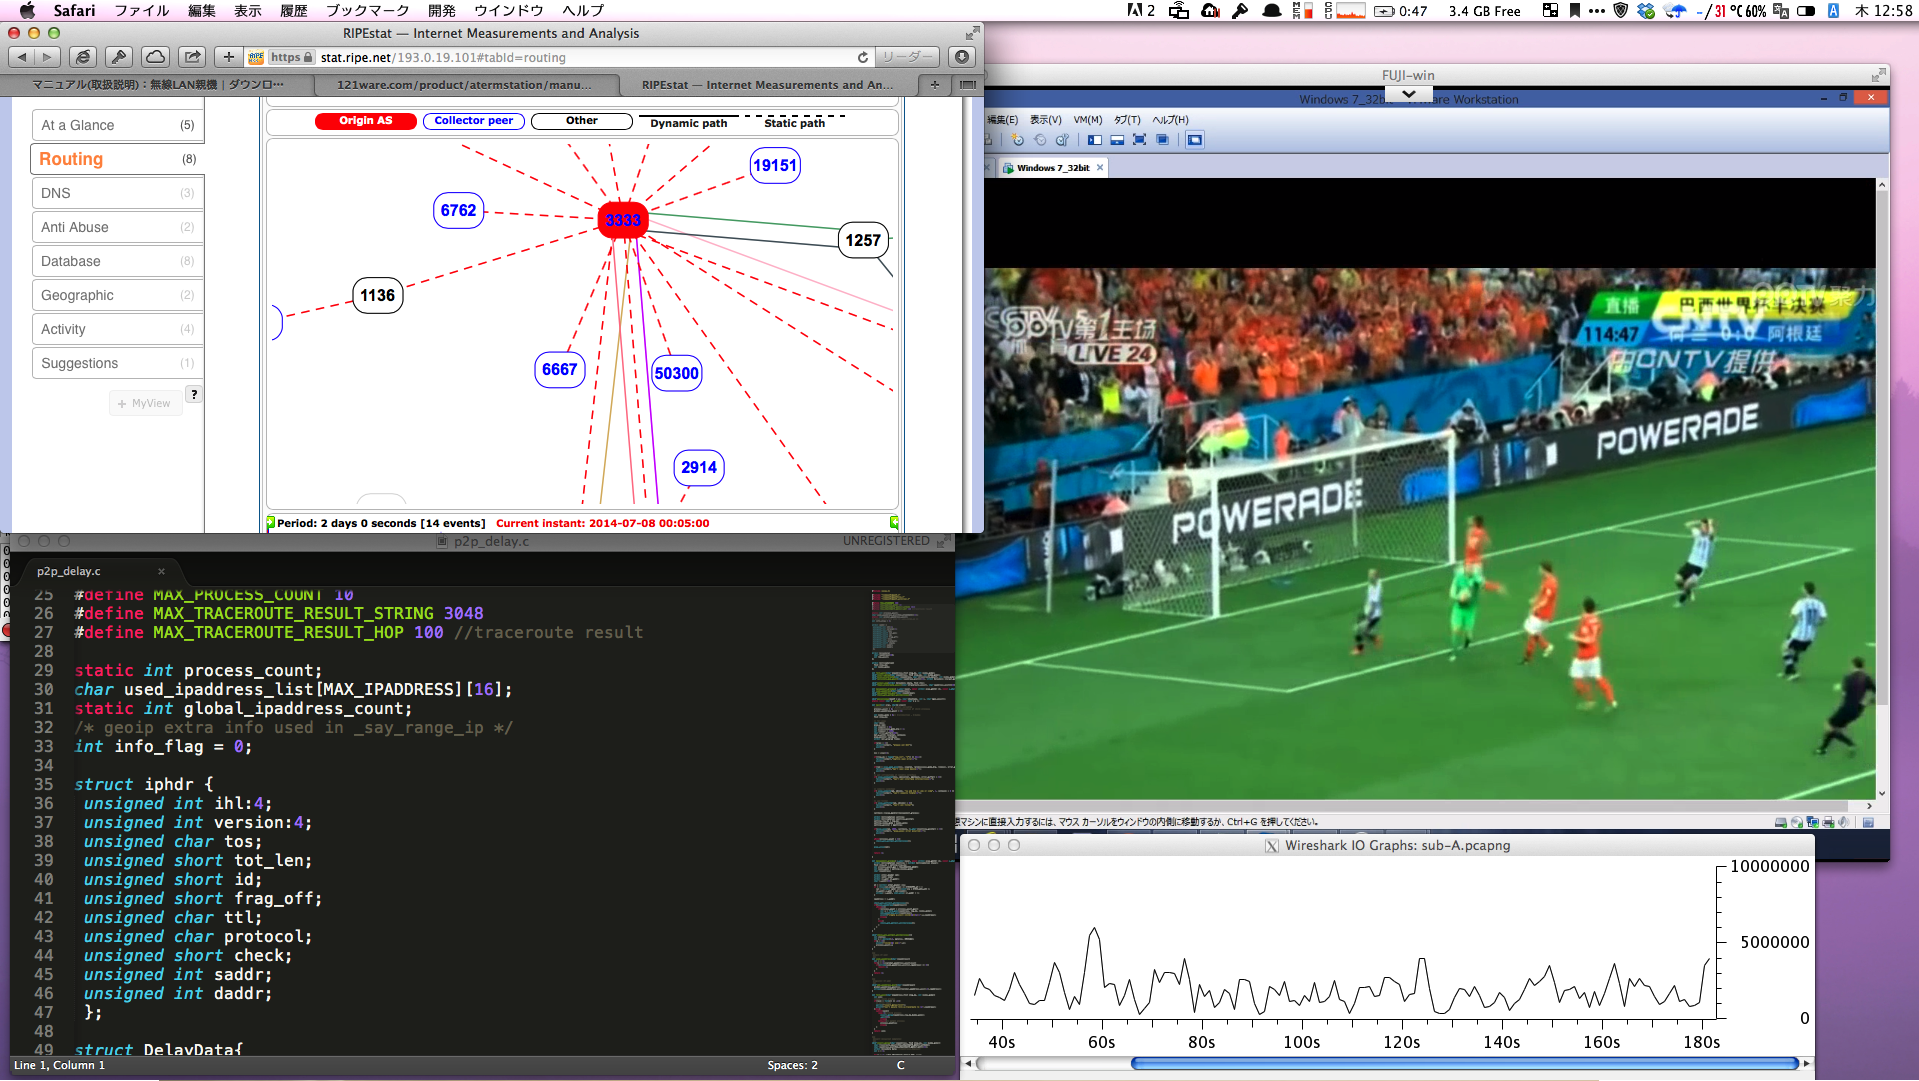 Safari ファイル 編集 表示 履歴 ブックマーク 開発 ウインドウ ヘルプ
2 MEM CPU 0:47 3.4 GB Free -/31℃60% A 木 12:58
RIPEstat — Internet Measurements and Analysis
https stat.ripe.net/193.0.19.101#tabId=routing リーダー
マニュアル(取扱説明)：無線LAN親機 | ダウンロ…
121ware.com/product/atermstation/manu…
RIPEstat — Internet Measurements and An…
At a Glance (5)
Routing (8)
DNS (3)
Anti Abuse (2)
Database (8)
Geographic (2)
Activity (4)
Suggestions (1)
+ MyView ?
Origin AS Collector peer Other Dynamic path Static path
19151
6762
3333
1257
1136
6667
50300
2914
Period: 2 days 0 seconds [14 events] Current instant: 2014-07-08 00:05:00
p2p_delay.c UNREGISTERED
p2p_delay.c ×
25 #define MAX_PROCESS_COUNT 10
26 #define MAX_TRACEROUTE_RESULT_STRING 3048
27 #define MAX_TRACEROUTE_RESULT_HOP 100 //traceroute result
28
29 static int process_count;
30 char used_ipaddress_list[MAX_IPADDRESS][16];
31 static int global_ipaddress_count;
32 /* geoip extra info used in _say_range_ip */
33 int info_flag = 0;
34
35 struct iphdr {
36 unsigned int ihl:4;
37 unsigned int version:4;
38 unsigned char tos;
39 unsigned short tot_len;
40 unsigned short id;
41 unsigned short frag_off;
42 unsigned char ttl;
43 unsigned char protocol;
44 unsigned short check;
45 unsigned int saddr;
46 unsigned int daddr;
47 };
48
49 struct DelayData{
Line 1, Column 1 Spaces: 2 C
FUJI-win
Windows 7_32bit Workstation
編集(E) 表示(V) VM(M) タブ(T) ヘルプ(H)
Windows 7_32bit ×
第1主场
LIVE 24
直播 巴西世界杯半决赛
114:47 荷兰 0:0 阿根廷
由CNTV提供
POWERADE
POWERADE
想マシンに直接入力するには、マウス カーソルをウィンドウの内側に移動するか、Ctrl+G を押してください。
Wireshark IO Graphs: sub-A.pcapng
10000000
5000000
0
40s 60s 80s 100s 120s 140s 160s 180s